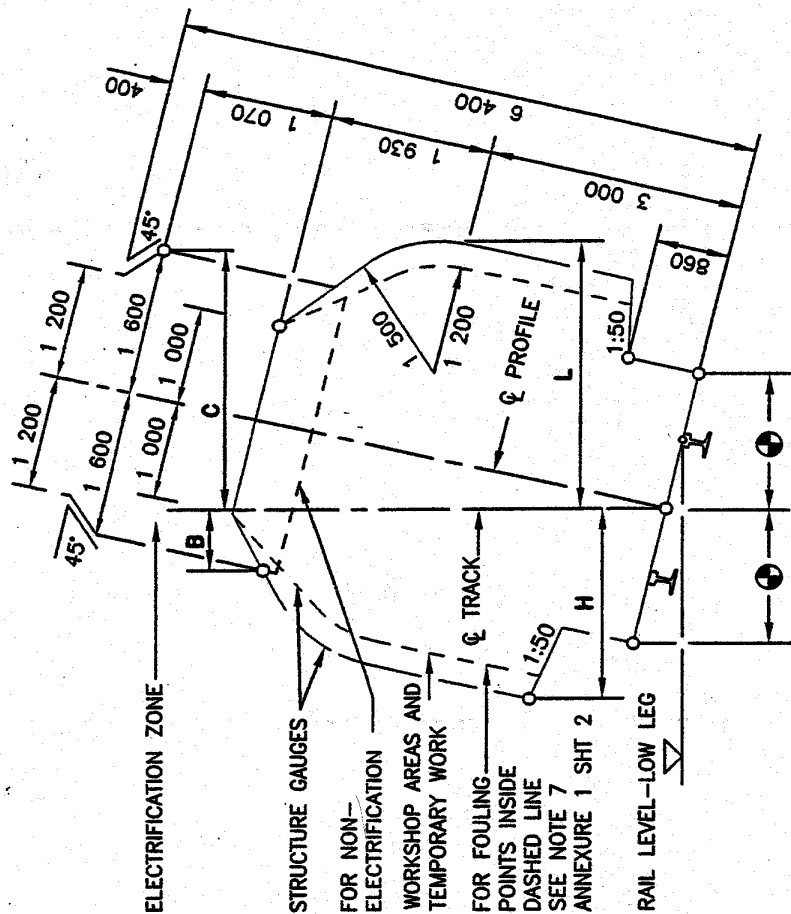 ELECTRIFICATION ZONE
STRUCTURE GAUGES
FOR NON-
ELECTRIFICATION
WORKSHOP AREAS AND
TEMPORARY WORK
FOR FOULING
POINTS INSIDE
DASHED LINE
SEE NOTE 7
ANNEXURE 1 SHT 2
RAIL LEVEL-LOW LEG
45°
1 200
1 200
1 600
1 600
1 000
1 000
45°
400
1 070
6 400
1 930
3 000
860
C
B
1 500
1 200
℄ PROFILE
L
1:50
℄ TRACK
H
1:50